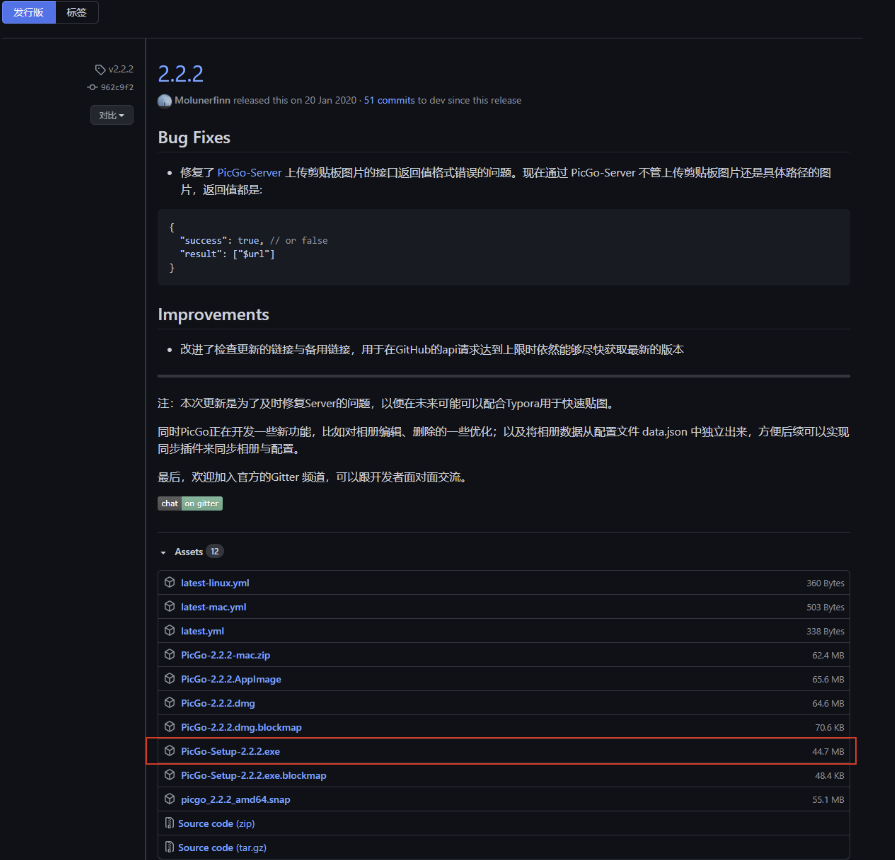 发行版 标签
v2.2.2
962c9f2
对比
2.2.2
Molunerfinn released this on 20 Jan 2020 · 51 commits to dev since this release
Bug Fixes
修复了 PicGo-Server 上传剪贴板图片的接口返回值格式错误的问题。现在通过 PicGo-Server 不管上传剪贴板图片还是具体路径的图
片，返回值都是:
{
"success": true, // or false
"result": ["$url"]
}
Improvements
改进了检查更新的链接与备用链接，用于在GitHub的api请求达到上限时依然能够尽快获取最新的版本
注：本次更新是为了及时修复Server的问题，以便在未来可能可以配合Typora用于快速贴图。
同时PicGo正在开发一些新功能，比如对相册编辑、删除的一些优化；以及将相册数据从配置文件 data.json 中独立出来，方便后续可以实现
同步插件来同步相册与配置。
最后，欢迎加入官方的Gitter 频道，可以跟开发者面对面交流。
chat on gitter
Assets 12
latest-linux.yml 360 Bytes
latest-mac.yml 503 Bytes
latest.yml 338 Bytes
PicGo-2.2.2-mac.zip 62.4 MB
PicGo-2.2.2.AppImage 65.6 MB
PicGo-2.2.2.dmg 64.6 MB
PicGo-2.2.2.dmg.blockmap 70.6 KB
PicGo-Setup-2.2.2.exe 44.7 MB
PicGo-Setup-2.2.2.exe.blockmap 48.4 KB
picgo_2.2.2_amd64.snap 55.1 MB
Source code (zip)
Source code (tar.gz)